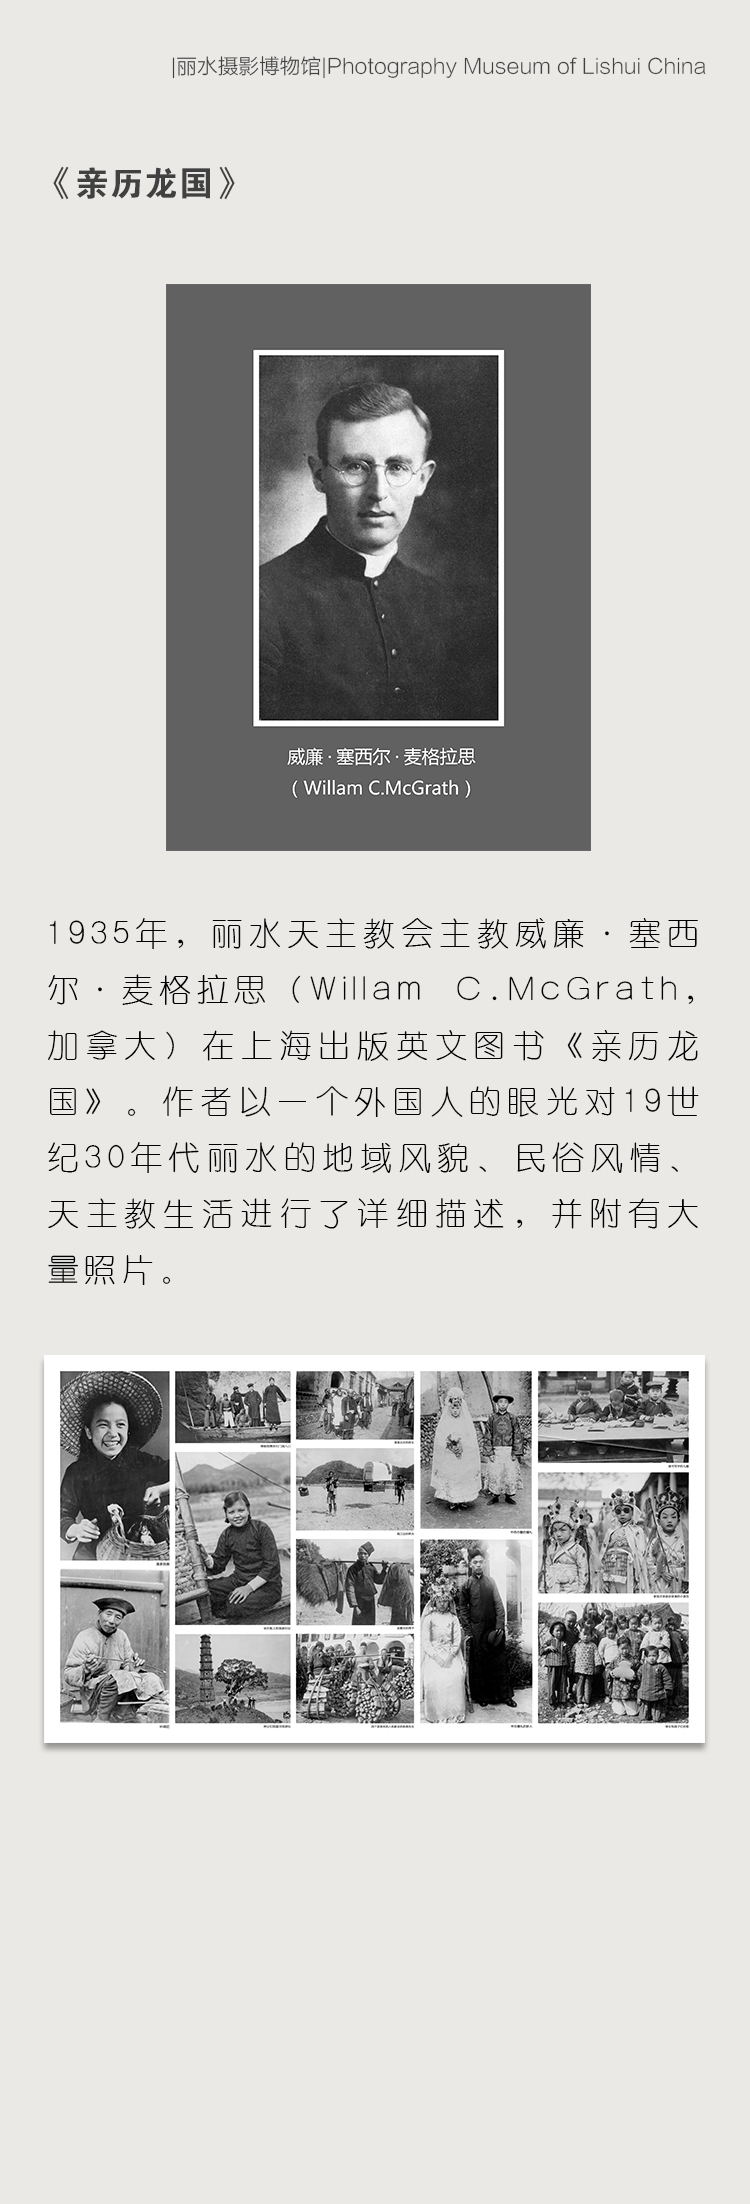 |丽水摄影博物馆|Photography Museum of Lishui China
《亲历龙国》
威廉·塞西尔·麦格拉思
（Willam C.McGrath）
1935年，丽水天主教会主教威廉·塞西
尔·麦格拉思（Willam C.McGrath，
加拿大）在上海出版英文图书《亲历龙
国》。作者以一个外国人的眼光对19世
纪30年代丽水的地域风貌、民俗风情、
天主教生活进行了详细描述，并附有大
量照片。